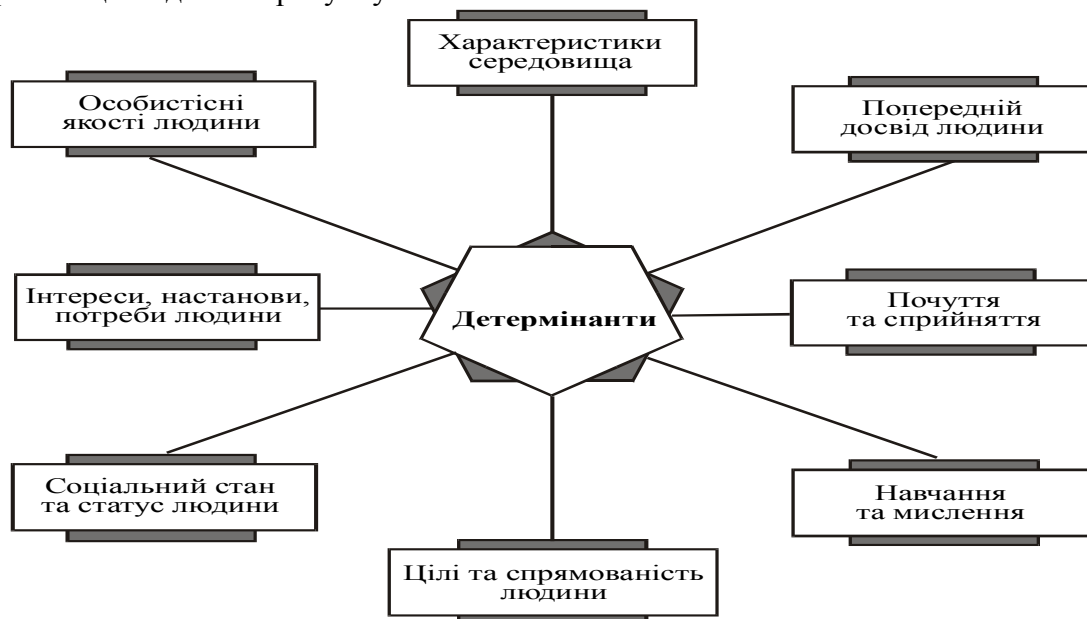 Характеристики
середовища
Особистісні
якості людини
Попередній
досвід людини
Інтереси, настанови,
потреби людини
Детермінанти
Почуття
та сприйняття
Соціальний стан
та статус людини
Навчання
та мислення
Цілі та спрямованість
людини